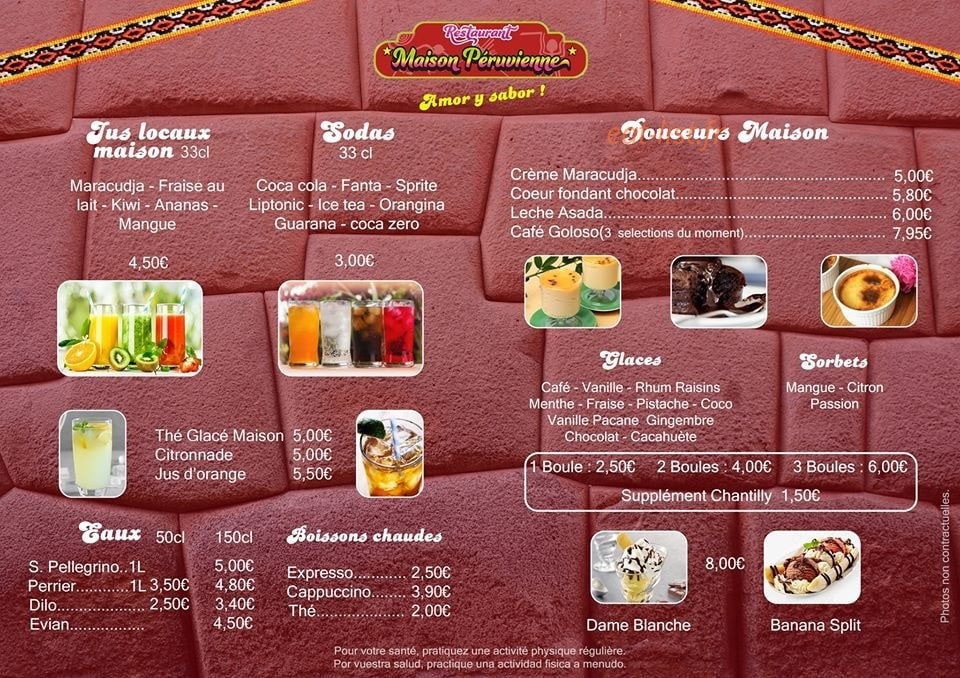 Restaurant
Maison Péruvienne
Amor y sabor !
Jus locaux
maison 33cl
Maracudja - Fraise au
lait - Kiwi - Ananas -
Mangue
4,50€
Sodas
33 cl
Coca cola - Fanta - Sprite
Liptonic - Ice tea - Orangina
Guarana - coca zero
3,00€
Thé Glacé Maison 5,00€
Citronnade 5,00€
Jus d'orange 5,50€
Eaux 50cl 150cl
S. Pellegrino..1L 5,00€
Perrier............1L 3,50€ 4,80€
Dilo..................... 2,50€ 3,40€
Evian.................. 4,50€
Boissons chaudes
Expresso............ 2,50€
Cappuccino........ 3,90€
Thé..................... 2,00€
Douceurs Maison
Crème Maracudja........................................................ 5,00€
Coeur fondant chocolat............................................... 5,80€
Leche Asada............................................................... 6,00€
Café Goloso(3 selections du moment)................................ 7,95€
Glaces
Café - Vanille - Rhum Raisins
Menthe - Fraise - Pistache - Coco
Vanille Pacane Gingembre
Chocolat - Cacahuète
Sorbets
Mangue - Citron
Passion
1 Boule : 2,50€ 2 Boules : 4,00€ 3 Boules : 6,00€
Supplément Chantilly 1,50€
8,00€
Dame Blanche
Banana Split
Photos non contractuelles.
Pour votre santé, pratiquez une activité physique régulière.
Por vuestra salud, practique una actividad fisica a menudo.